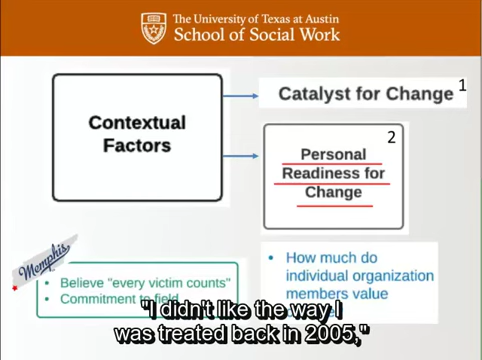 The University of Texas at Austin
School of Social Work
Contextual
Factors
Catalyst for Change 1
2
Personal
Readiness for
Change
Memphis
• Believe "every victim counts"
• Commitment to field
• How much do
individual organization
members value
"I didn't like the way I
was treated back in 2005,"